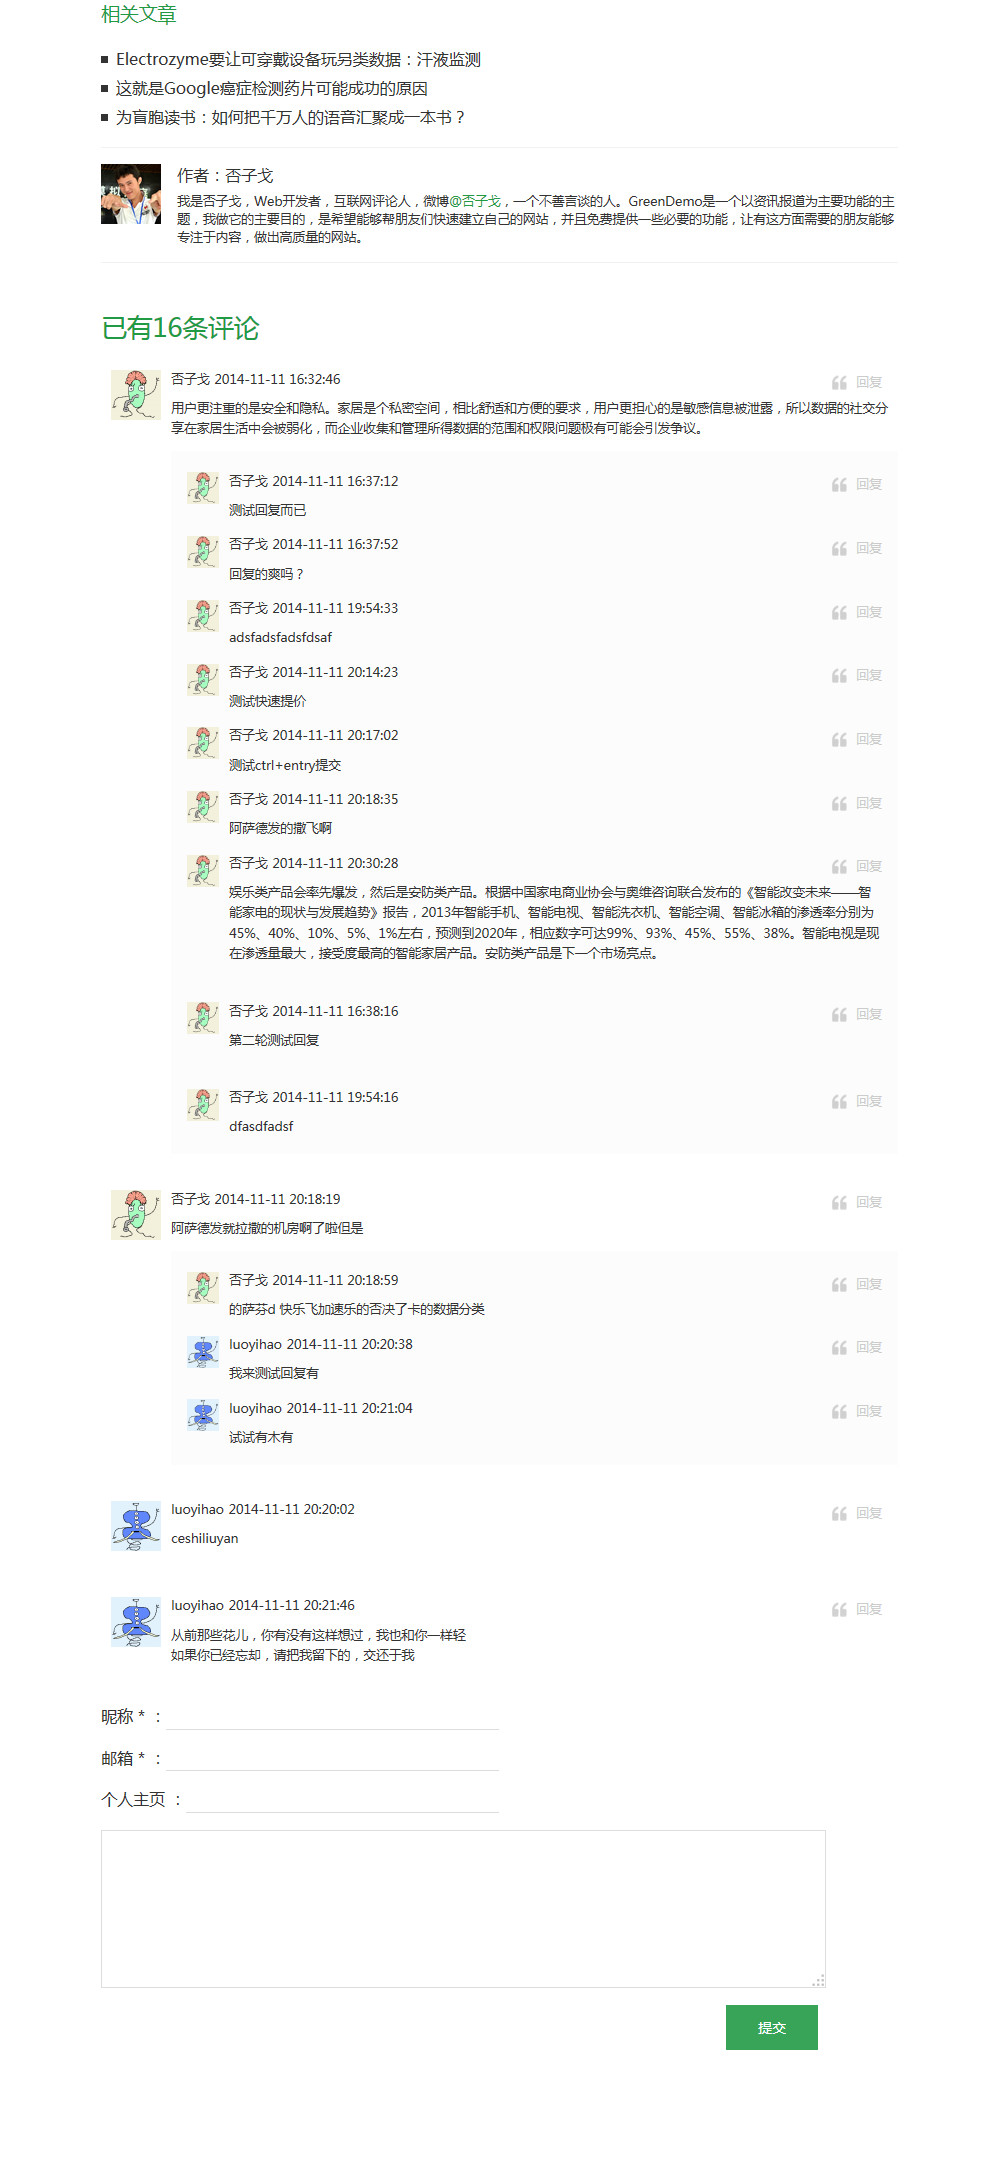 相关文章
Electrozyme要让可穿戴设备玩另类数据：汗液监测
这就是Google癌症检测药片可能成功的原因
为盲胞读书：如何把千万人的语音汇聚成一本书？
作者：否子戈
我是否子戈，Web开发者，互联网评论人，微博@否子戈，一个不善言谈的人。GreenDemo是一个以资讯报道为主要功能的主
题，我做它的主要目的，是希望能够帮朋友们快速建立自己的网站，并且免费提供一些必要的功能，让有这方面需要的朋友能够
专注于内容，做出高质量的网站。
已有16条评论
否子戈 2014-11-11 16:32:46 回复
用户更注重的是安全和隐私。家居是个私密空间，相比舒适和方便的要求，用户更担心的是敏感信息被泄露，所以数据的社交分
享在家居生活中会被弱化，而企业收集和管理所得数据的范围和权限问题极有可能会引发争议。
否子戈 2014-11-11 16:37:12 回复
测试回复而已
否子戈 2014-11-11 16:37:52 回复
回复的爽吗？
否子戈 2014-11-11 19:54:33 回复
adsfadsfadsfdsaf
否子戈 2014-11-11 20:14:23 回复
测试快速提价
否子戈 2014-11-11 20:17:02 回复
测试ctrl+entry提交
否子戈 2014-11-11 20:18:35 回复
阿萨德发的撒飞啊
否子戈 2014-11-11 20:30:28 回复
娱乐类产品会率先爆发，然后是安防类产品。根据中国家电商业协会与奥维咨询联合发布的《智能改变未来——智
能家电的现状与发展趋势》报告，2013年智能手机、智能电视、智能洗衣机、智能空调、智能冰箱的渗透率分别为
45%、40%、10%、5%、1%左右，预测到2020年，相应数字可达99%、93%、45%、55%、38%。智能电视是现
在渗透量最大，接受度最高的智能家居产品。安防类产品是下一个市场亮点。
否子戈 2014-11-11 16:38:16 回复
第二轮测试回复
否子戈 2014-11-11 19:54:16 回复
dfasdfadsf
否子戈 2014-11-11 20:18:19 回复
阿萨德发就拉撒的机房啊了啦但是
否子戈 2014-11-11 20:18:59 回复
的萨芬d 快乐飞加速乐的否决了卡的数据分类
luoyihao 2014-11-11 20:20:38 回复
我来测试回复有
luoyihao 2014-11-11 20:21:04 回复
试试有木有
luoyihao 2014-11-11 20:20:02 回复
ceshiliuyan
luoyihao 2014-11-11 20:21:46 回复
从前那些花儿，你有没有这样想过，我也和你一样轻
如果你已经忘却，请把我留下的，交还于我
昵称 * ：
邮箱 * ：
个人主页 ：
提交